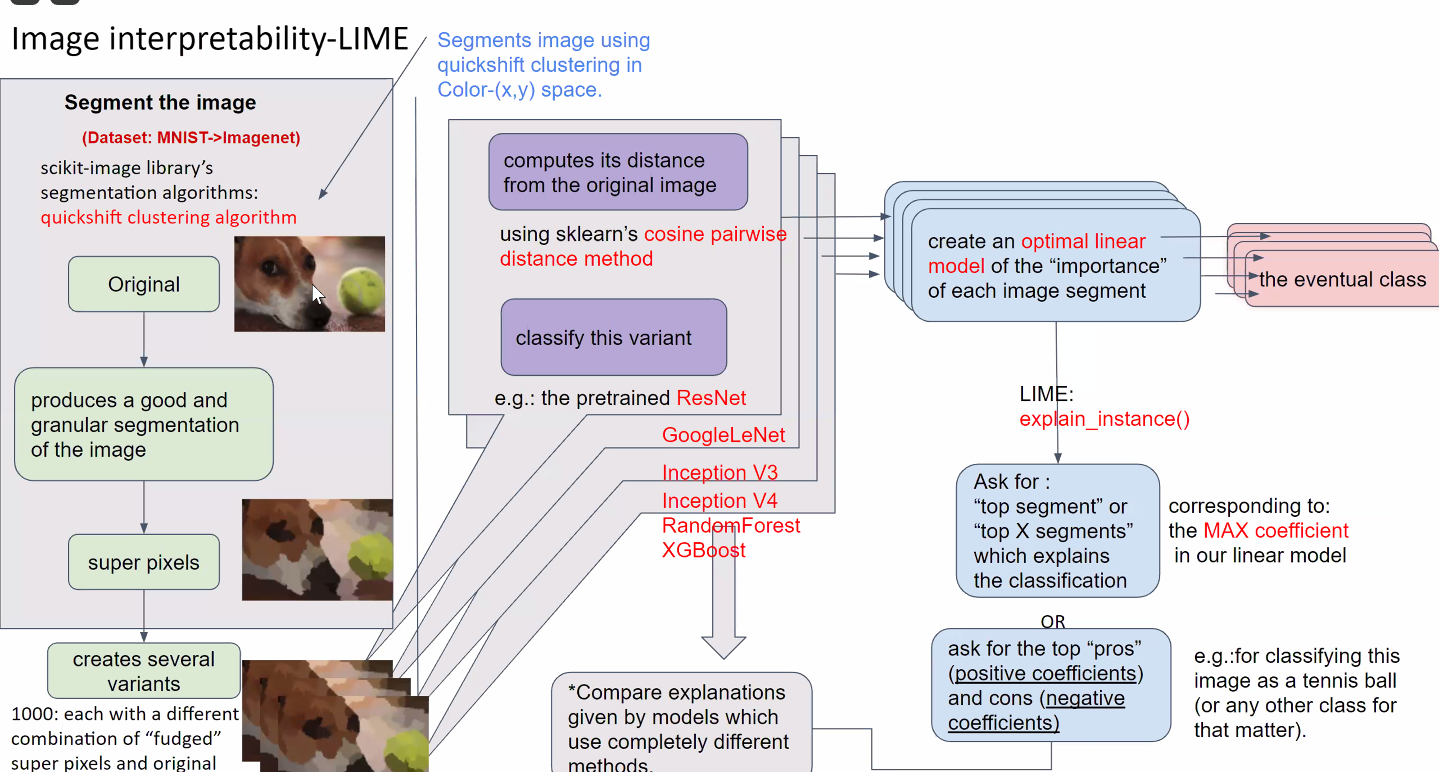 Image interpretability-LIME
Segments image using
quickshift clustering in
Color-(x,y) space.
Segment the image
(Dataset: MNIST->Imagenet)
scikit-image library’s
segmentation algorithms:
quickshift clustering algorithm
Original
produces a good and
granular segmentation
of the image
super pixels
creates several
variants
1000: each with a different
combination of “fudged”
super pixels and original
computes its distance
from the original image
using sklearn’s cosine pairwise
distance method
classify this variant
e.g.: the pretrained ResNet
GoogleLeNet
Inception V3
Inception V4
RandomForest
XGBoost
*Compare explanations
given by models which
use completely different
methods.
create an optimal linear
model of the “importance”
of each image segment
the eventual class
LIME:
explain_instance()
Ask for :
“top segment” or
“top X segments”
which explains
the classification
corresponding to:
the MAX coefficient
in our linear model
OR
ask for the top “pros”
(positive coefficients)
and cons (negative
coefficients)
e.g.:for classifying this
image as a tennis ball
(or any other class for
that matter).